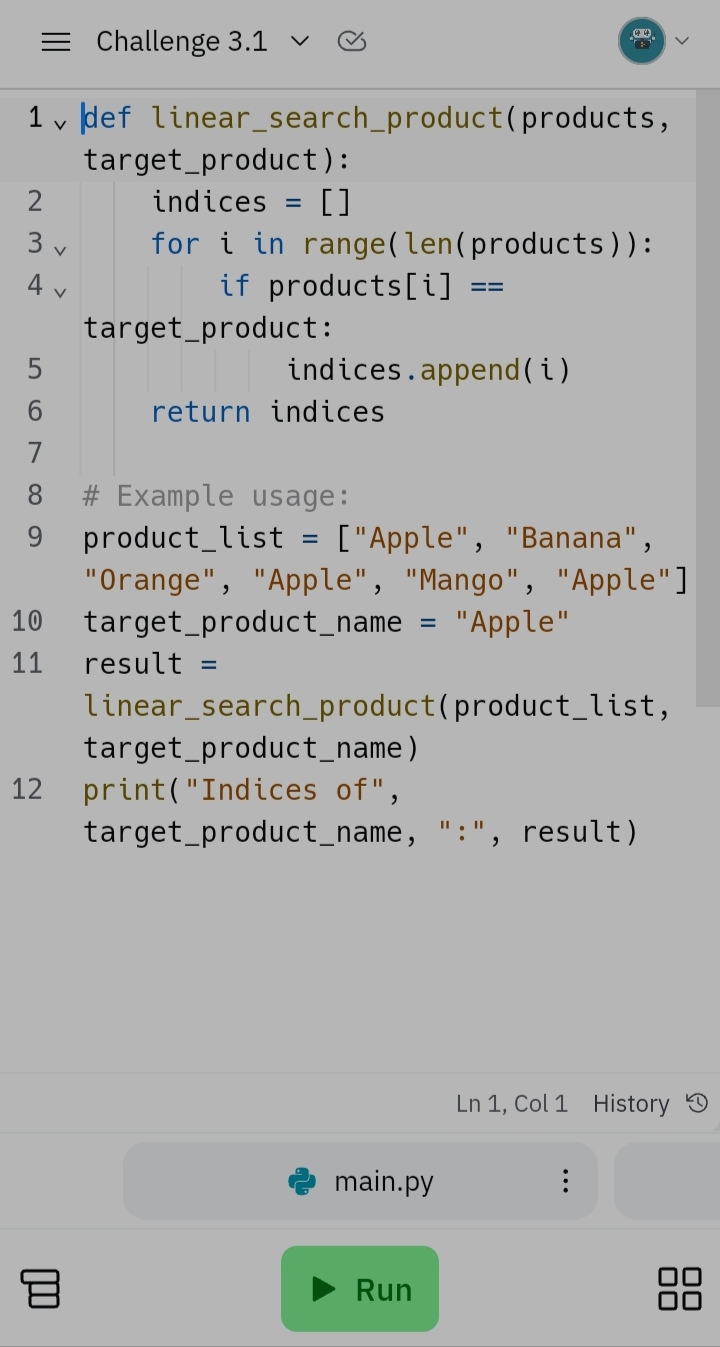 Challenge 3.1
1 def linear_search_product(products,
target_product):
2     indices = []
3     for i in range(len(products)):
4         if products[i] ==
target_product:
5             indices.append(i)
6     return indices
7
8 # Example usage:
9 product_list = ["Apple", "Banana",
"Orange", "Apple", "Mango", "Apple"]
10 target_product_name = "Apple"
11 result =
linear_search_product(product_list,
target_product_name)
12 print("Indices of",
target_product_name, ":", result)
Ln 1, Col 1 History
main.py
Run